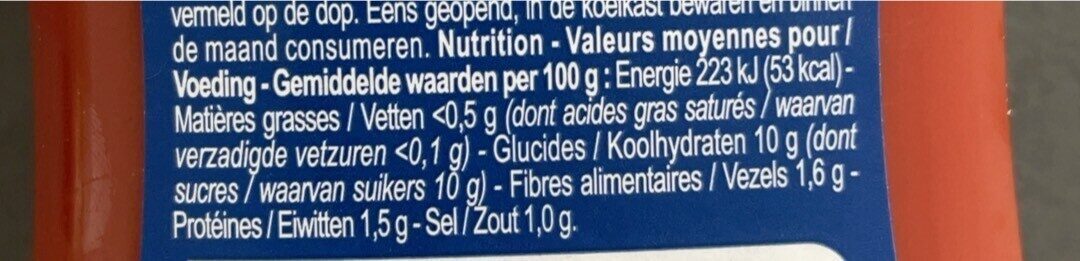 vermeld op de dop. Eens geopend, in de koelkast bewaren en binnen
de maand consumeren. Nutrition - Valeurs moyennes pour /
Voeding - Gemiddelde waarden per 100 g : Energie 223 kJ (53 kcal) -
Matières grasses / Vetten <0,5 g (dont acides gras saturés / waarvan
verzadigde vetzuren <0,1 g) - Glucides / Koolhydraten 10 g (dont
sucres / waarvan suikers 10 g) - Fibres alimentaires / Vezels 1,6 g -
Protéines / Eiwitten 1,5 g - Sel / Zout 1,0 g.